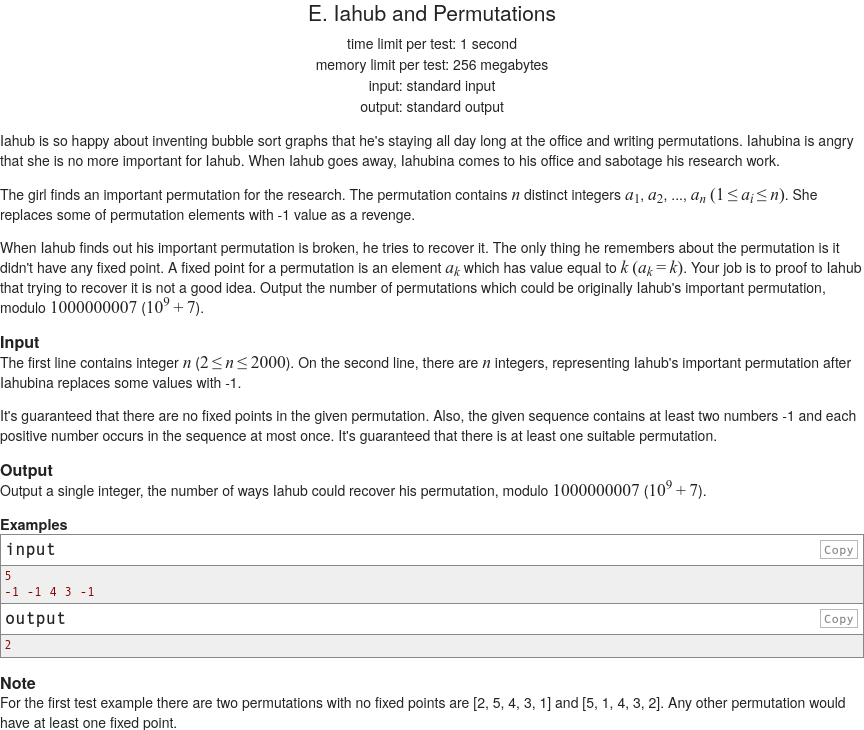 E. Iahub and Permutations
time limit per test: 1 second
memory limit per test: 256 megabytes
input: standard input
output: standard output
Iahub is so happy about inventing bubble sort graphs that he's staying all day long at the office and writing permutations. Iahubina is angry
that she is no more important for Iahub. When Iahub goes away, Iahubina comes to his office and sabotage his research work.
The girl finds an important permutation for the research. The permutation contains n distinct integers a₁, a₂, ..., aₙ (1 ≤ aᵢ ≤ n). She
replaces some of permutation elements with -1 value as a revenge.
When Iahub finds out his important permutation is broken, he tries to recover it. The only thing he remembers about the permutation is it
didn't have any fixed point. A fixed point for a permutation is an element aₖ which has value equal to k (aₖ = k). Your job is to proof to Iahub
that trying to recover it is not a good idea. Output the number of permutations which could be originally Iahub's important permutation,
modulo 1000000007 (10⁹ + 7).
Input
The first line contains integer n (2 ≤ n ≤ 2000). On the second line, there are n integers, representing Iahub's important permutation after
Iahubina replaces some values with -1.
It's guaranteed that there are no fixed points in the given permutation. Also, the given sequence contains at least two numbers -1 and each
positive number occurs in the sequence at most once. It's guaranteed that there is at least one suitable permutation.
Output
Output a single integer, the number of ways Iahub could recover his permutation, modulo 1000000007 (10⁹ + 7).
Examples
input Copy
5
-1 -1 4 3 -1
output Copy
2
Note
For the first test example there are two permutations with no fixed points are [2, 5, 4, 3, 1] and [5, 1, 4, 3, 2]. Any other permutation would
have at least one fixed point.